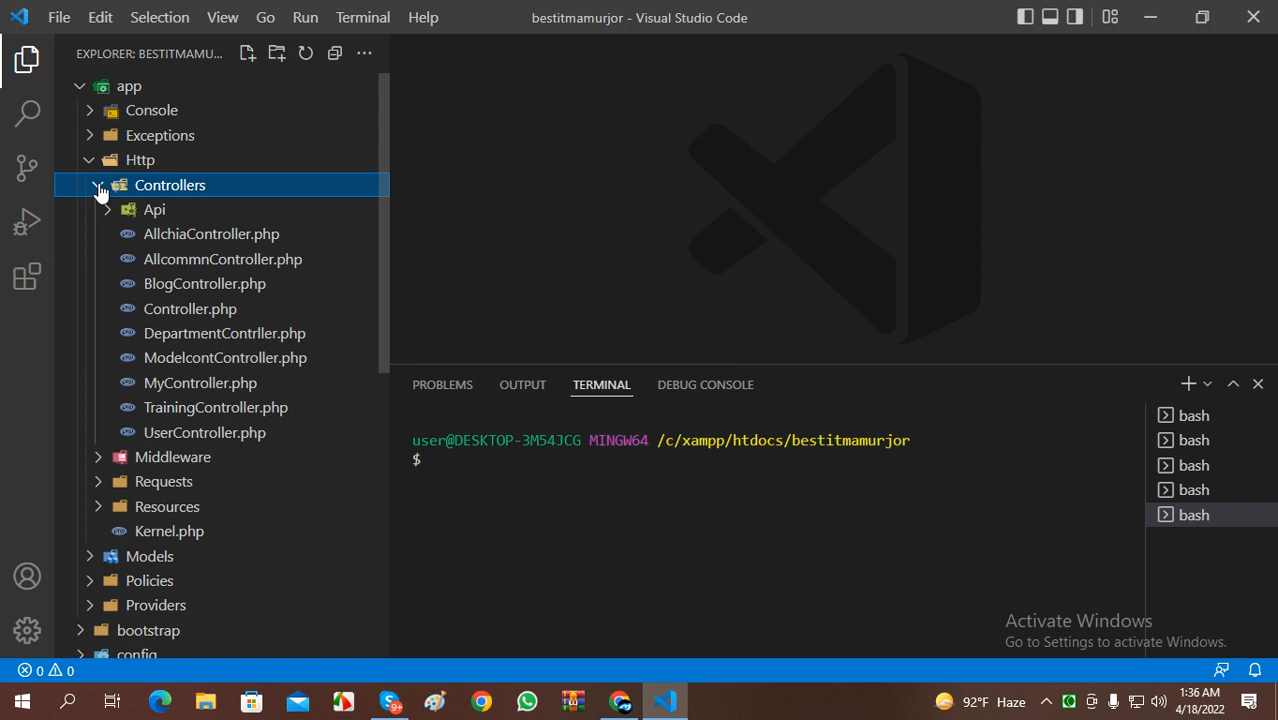 File Edit Selection View Go Run Terminal Help bestitmamurjor - Visual Studio Code
EXPLORER: BESTITMAMU...
app
Console
Exceptions
Http
Controllers
Api
AllchiaController.php
AllcommnController.php
BlogController.php
Controller.php
DepartmentContrller.php
ModelcontController.php
MyController.php
TrainingController.php
UserController.php
Middleware
Requests
Resources
Kernel.php
Models
Policies
Providers
bootstrap
config
PROBLEMS OUTPUT TERMINAL DEBUG CONSOLE
user@DESKTOP-3M54JCG MINGW64 /c/xampp/htdocs/bestitmamurjor
$
bash
bash
bash
bash
bash
Activate Windows
Go to Settings to activate Windows.
0 0
92°F Haze
1:36 AM
4/18/2022